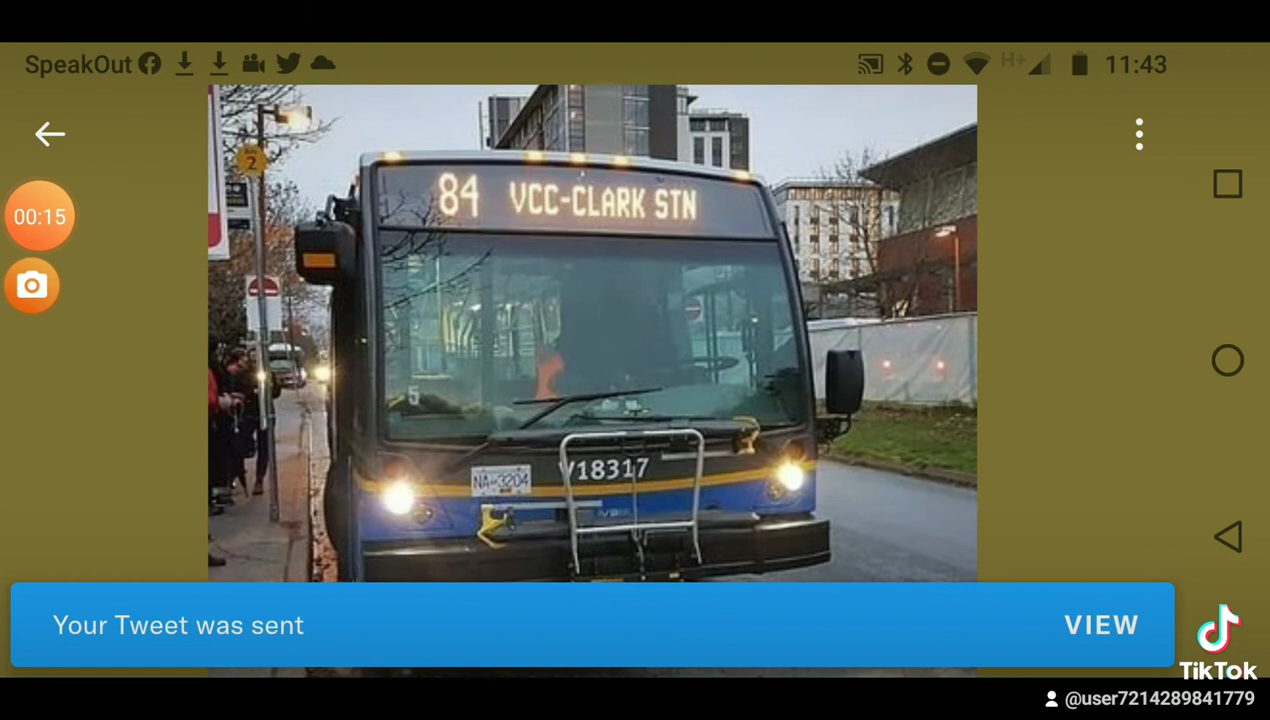 SpeakOut
H+
11:43
00:15
2
84 VCC-CLARK STN
5
V18317
NA 3204
Your Tweet was sent
VIEW
TikTok
@user7214289841779